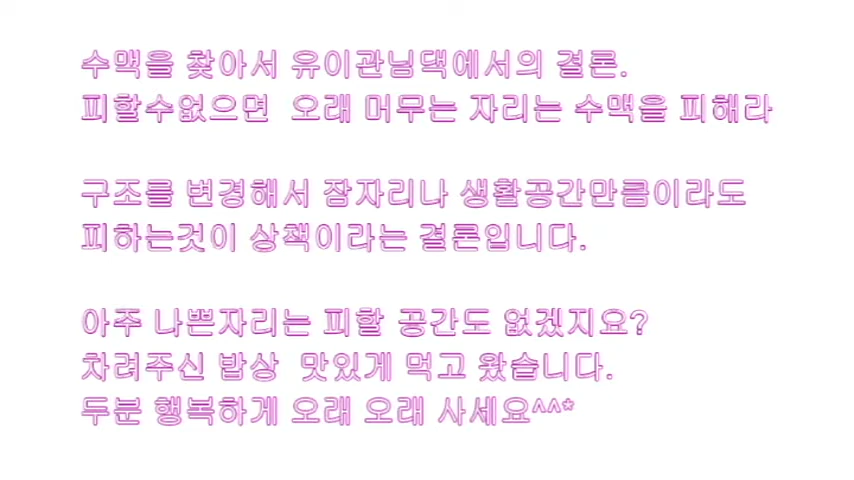 수맥을 찾아서 유이관님댁에서의 결론.
피할수없으면 오래 머무는 자리는 수맥을 피해라
구조를 변경해서 잠자리나 생활공간만큼이라도
피하는것이 상책이라는 결론입니다.
아주 나쁜자리는 피할 공간도 없겠지요?
차려주신 밥상 맛있게 먹고 왔습니다.
두분 행복하게 오래 오래 사세요^^*